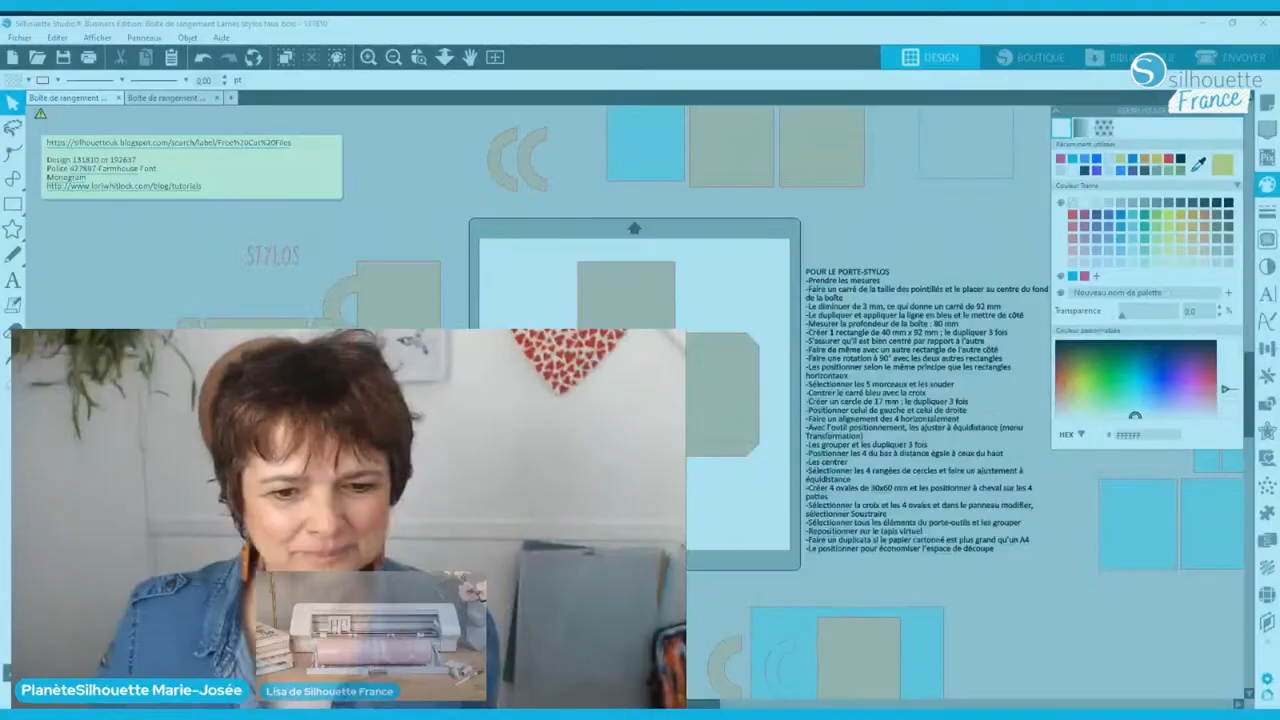 Silhouette Studio® Business Edition: Boîte de rangement Lames stylos faux bois - 131810
Fichier Editer Afficher Panneaux Objet Aide
DESIGN BOUTIQUE ENVOYER
silhouette
France
0,00 pt
Boîte de rangement ... × Boîte de rangement ... × +
https://silhouetteuk.blogspot.com/search/label/Free%20Cut%20Files
Design 131810 or 192637
Monogram
http://www.loriwhitlock.com/blog/tutorials
STYLOS
Pix
Récemment utilisée
Couleur Trame
Nouveau nom de palette +
Transparence 0,0 %
Couleur personnalisée
HEX # FFFFFF
POUR LE PORTE-STYLOS
-Prendre les mesures
-Faire un carré de la taille des pointillés et le placer au centre du fond
de la boîte
-Le diminuer de 3 mm, ce qui donne un carré de 92 mm
-Le dupliquer et appliquer la ligne en bleu et le mettre de côté
-Mesurer la profondeur de la boîte : 80 mm
-Créer 1 rectangle de 40 mm x 92 mm ; le dupliquer 3 fois
-S'assurer qu'il est bien centré par rapport à l'autre
-Faire de même avec un autre rectangle de l'autre côté
-Faire une rotation à 90° avec les deux autres rectangles
-Les positionner selon le même principe que les rectangles
horizontaux
-Sélectionner les 5 morceaux et les souder
-Centrer le carré bleu avec la croix
-Créer un cercle de 17 mm ; le dupliquer 3 fois
-Positionner celui de gauche et celui de droite
-Faire un alignement des 4 horizontalement
-Avec l'outil positionnement, les ajuster à équidistance (menu
Transformation)
-Les grouper et les dupliquer 3 fois
-Positionner les 4 du bas à distance égale à ceux du haut
-Les centrer
-Sélectionner les 4 rangées de cercles et faire un ajustement à
équidistance
-Créer 4 ovales de 30x60 mm et les positionner à cheval sur les 4
pattes
-Sélectionner la croix et les 4 ovales et dans le panneau modifier,
sélectionner Soustraire
-Sélectionner tous les éléments du porte-outils et les grouper
-Repositionner sur le tapis virtuel
-Faire un duplicata si le papier cartonné est plus grand qu'un A4
-Le positionner pour économiser l'espace de découpe
PlanèteSilhouette Marie-Josée
Lisa de Silhouette France